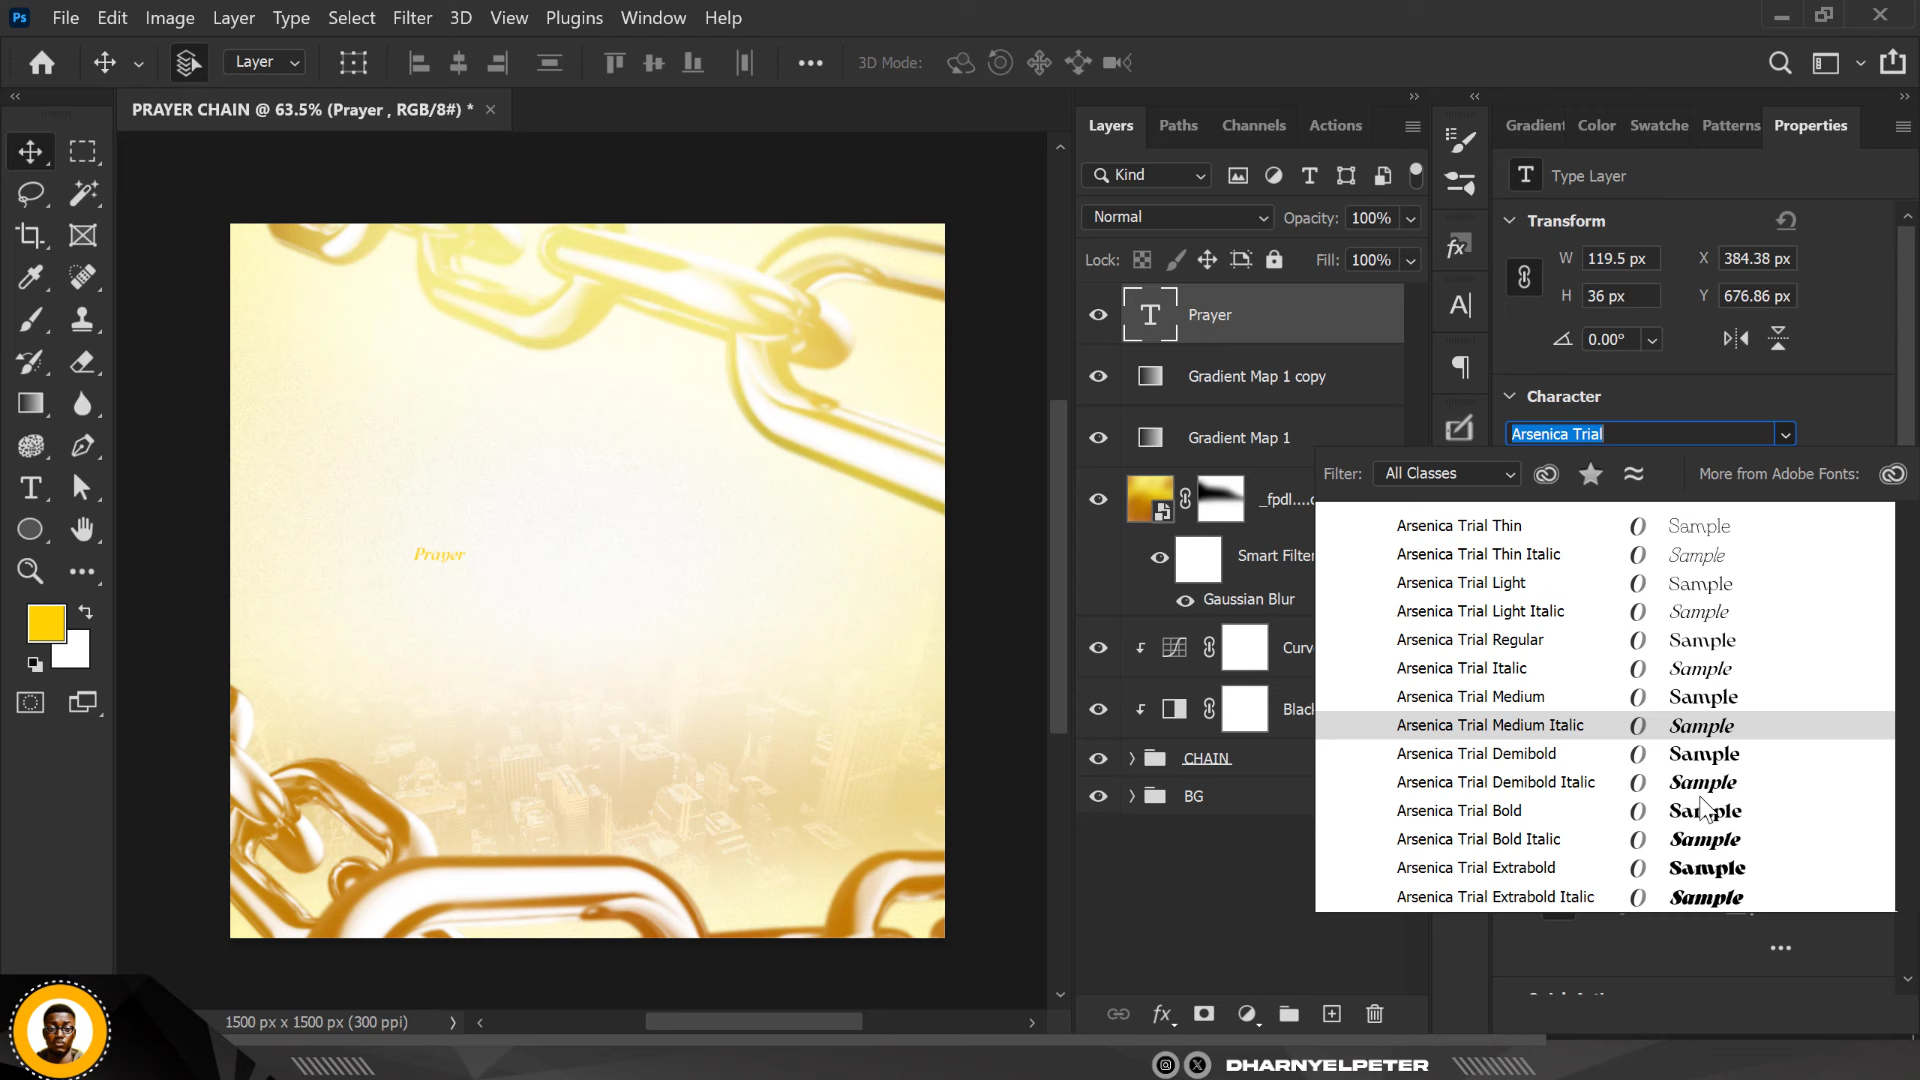 Ps File Edit Image Layer Type Select Filter 3D View Plugins Window Help
Layer 3D Mode:
PRAYER CHAIN @ 63.5% (Prayer , RGB/8#) *
Prayer
1500 px x 1500 px (300 ppi)
Layers Paths Channels Actions
Kind
Normal Opacity: 100%
Lock: Fill: 100%
Prayer
Gradient Map 1 copy
Gradient Map 1
_fpdl....c
Smart Filter
Gaussian Blur
Curv
Black
CHAIN
BG
Gradient Color Swatche Patterns Properties
Type Layer
Transform
W 119.5 px X 384.38 px
H 36 px Y 676.86 px
0.00°
Character
Arsenica Trial
Filter: All Classes More from Adobe Fonts:
Arsenica Trial Thin Sample
Arsenica Trial Thin Italic Sample
Arsenica Trial Light Sample
Arsenica Trial Light Italic Sample
Arsenica Trial Regular Sample
Arsenica Trial Italic Sample
Arsenica Trial Medium Sample
Arsenica Trial Medium Italic Sample
Arsenica Trial Demibold Sample
Arsenica Trial Demibold Italic Sample
Arsenica Trial Bold Sample
Arsenica Trial Bold Italic Sample
Arsenica Trial Extrabold Sample
Arsenica Trial Extrabold Italic Sample
DHARNYELPETER